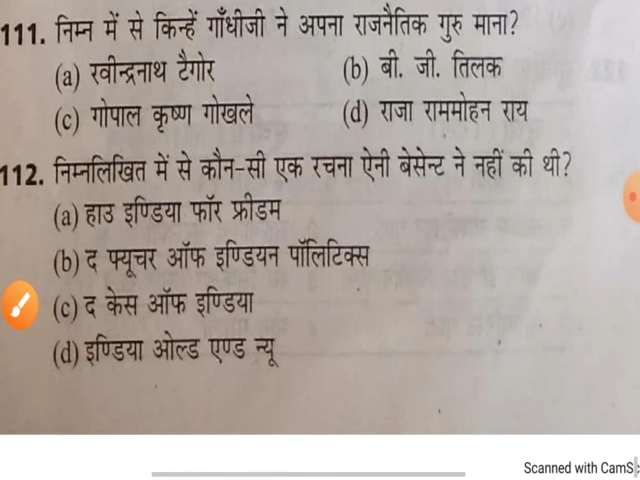 111. निम्न में से किन्हें गाँधीजी ने अपना राजनैतिक गुरु माना?
(a) रवीन्द्रनाथ टैगोर (b) बी. जी. तिलक
(c) गोपाल कृष्ण गोखले (d) राजा राममोहन राय
112. निम्नलिखित में से कौन-सी एक रचना ऐनी बेसेन्ट ने नहीं की थी?
(a) हाउ इण्डिया फॉर फ्रीडम
(b) द फ्यूचर ऑफ इण्डियन पॉलिटिक्स
(c) द केस ऑफ इण्डिया
(d) इण्डिया ओल्ड एण्ड न्यू
Scanned with CamS